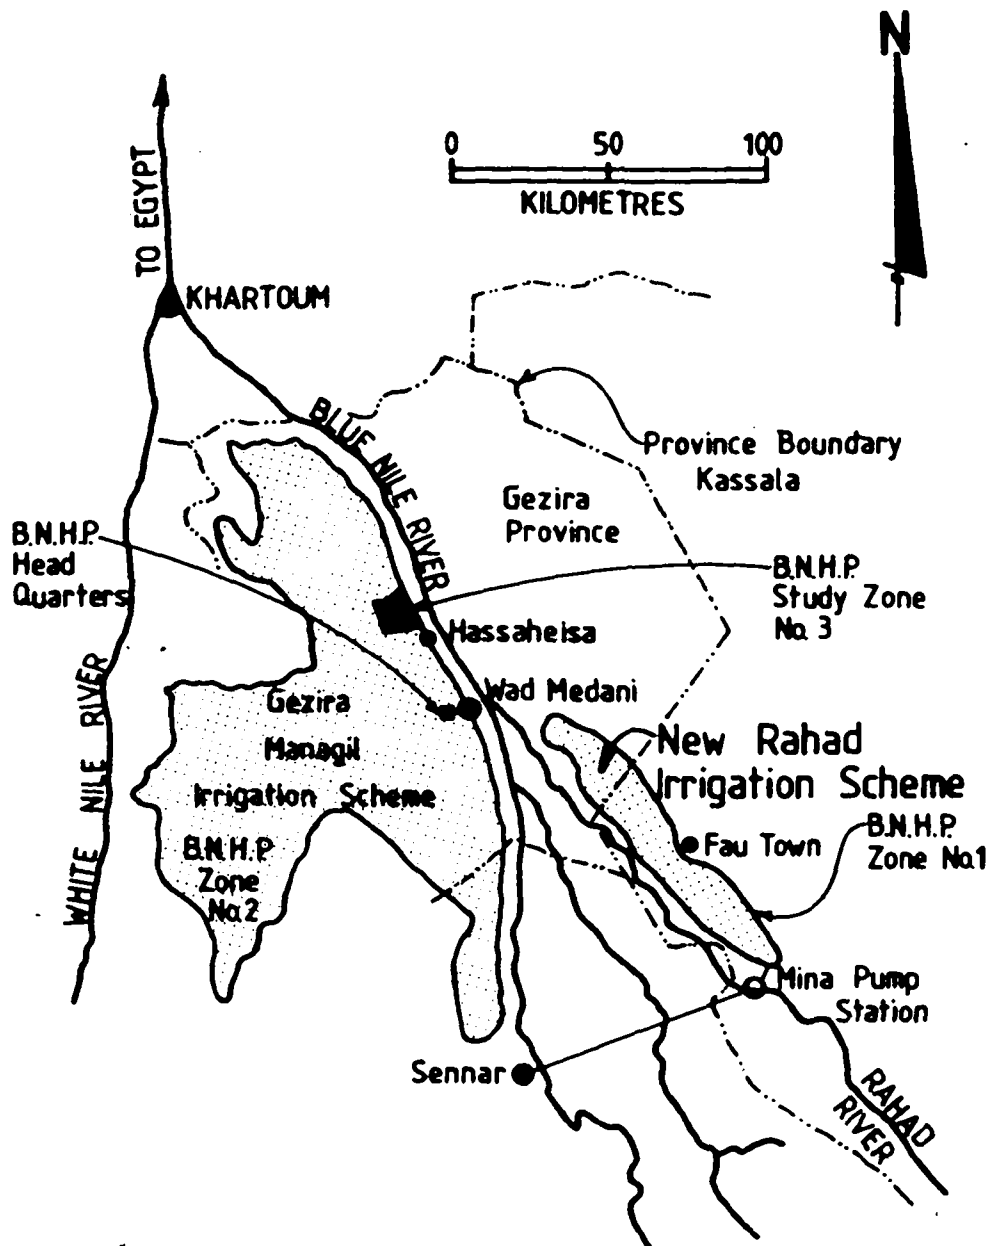 N
0 50 100
KILOMETRES
TO EGYPT
KHARTOUM
BLUE NILE RIVER
Province Boundary
Kassala
Gezira
Province
B.N.H.P.
Head
Quarters
B.N.H.P.
Study Zone
No. 3
Hassaheisa
Wad Medani
Gezira
Managil
Irrigation Scheme
New Rahad
Irrigation Scheme
WHITE NILE RIVER
B.N.H.P.
Zone
No.2
Fau Town
B.N.H.P.
Zone No.1
Mina Pump
Station
Sennar
RAHAD
RIVER